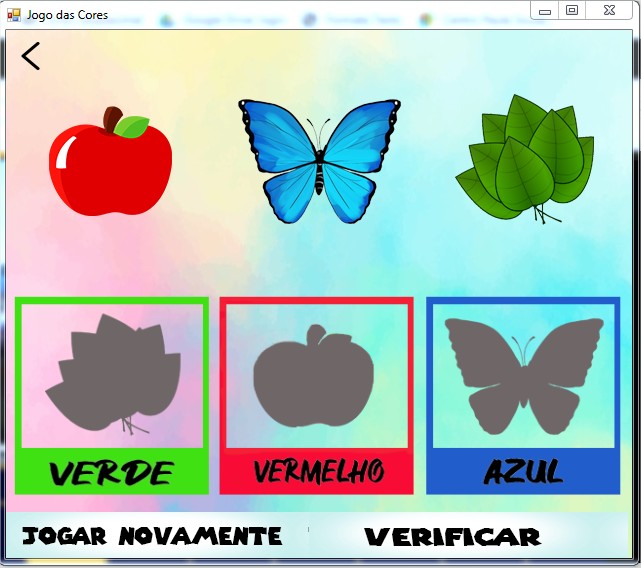 Jogo das Cores
VERDE
VERMELHO
AZUL
JOGAR NOVAMENTE
VERIFICAR